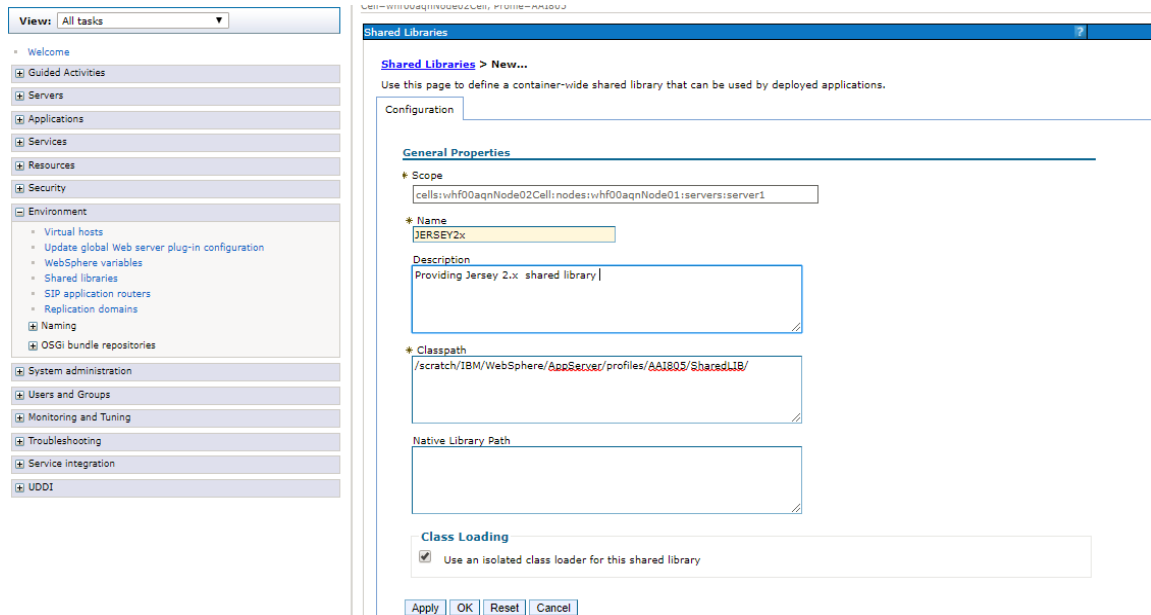 Cell=whf00aqnNode02Cell, Profile=AAI805
View: All tasks
Welcome
Guided Activities
Servers
Applications
Services
Resources
Security
Environment
Virtual hosts
Update global Web server plug-in configuration
WebSphere variables
Shared libraries
SIP application routers
Replication domains
Naming
OSGi bundle repositories
System administration
Users and Groups
Monitoring and Tuning
Troubleshooting
Service integration
UDDI
Shared Libraries ?
Shared Libraries > New...
Use this page to define a container-wide shared library that can be used by deployed applications.
Configuration
General Properties
* Scope
cells:whf00aqnNode02Cell:nodes:whf00aqnNode01:servers:server1
* Name
JERSEY2x
Description
Providing Jersey 2.x shared library
* Classpath
/scratch/IBM/WebSphere/AppServer/profiles/AAI805/SharedLIB/
Native Library Path
Class Loading
Use an isolated class loader for this shared library
Apply OK Reset Cancel